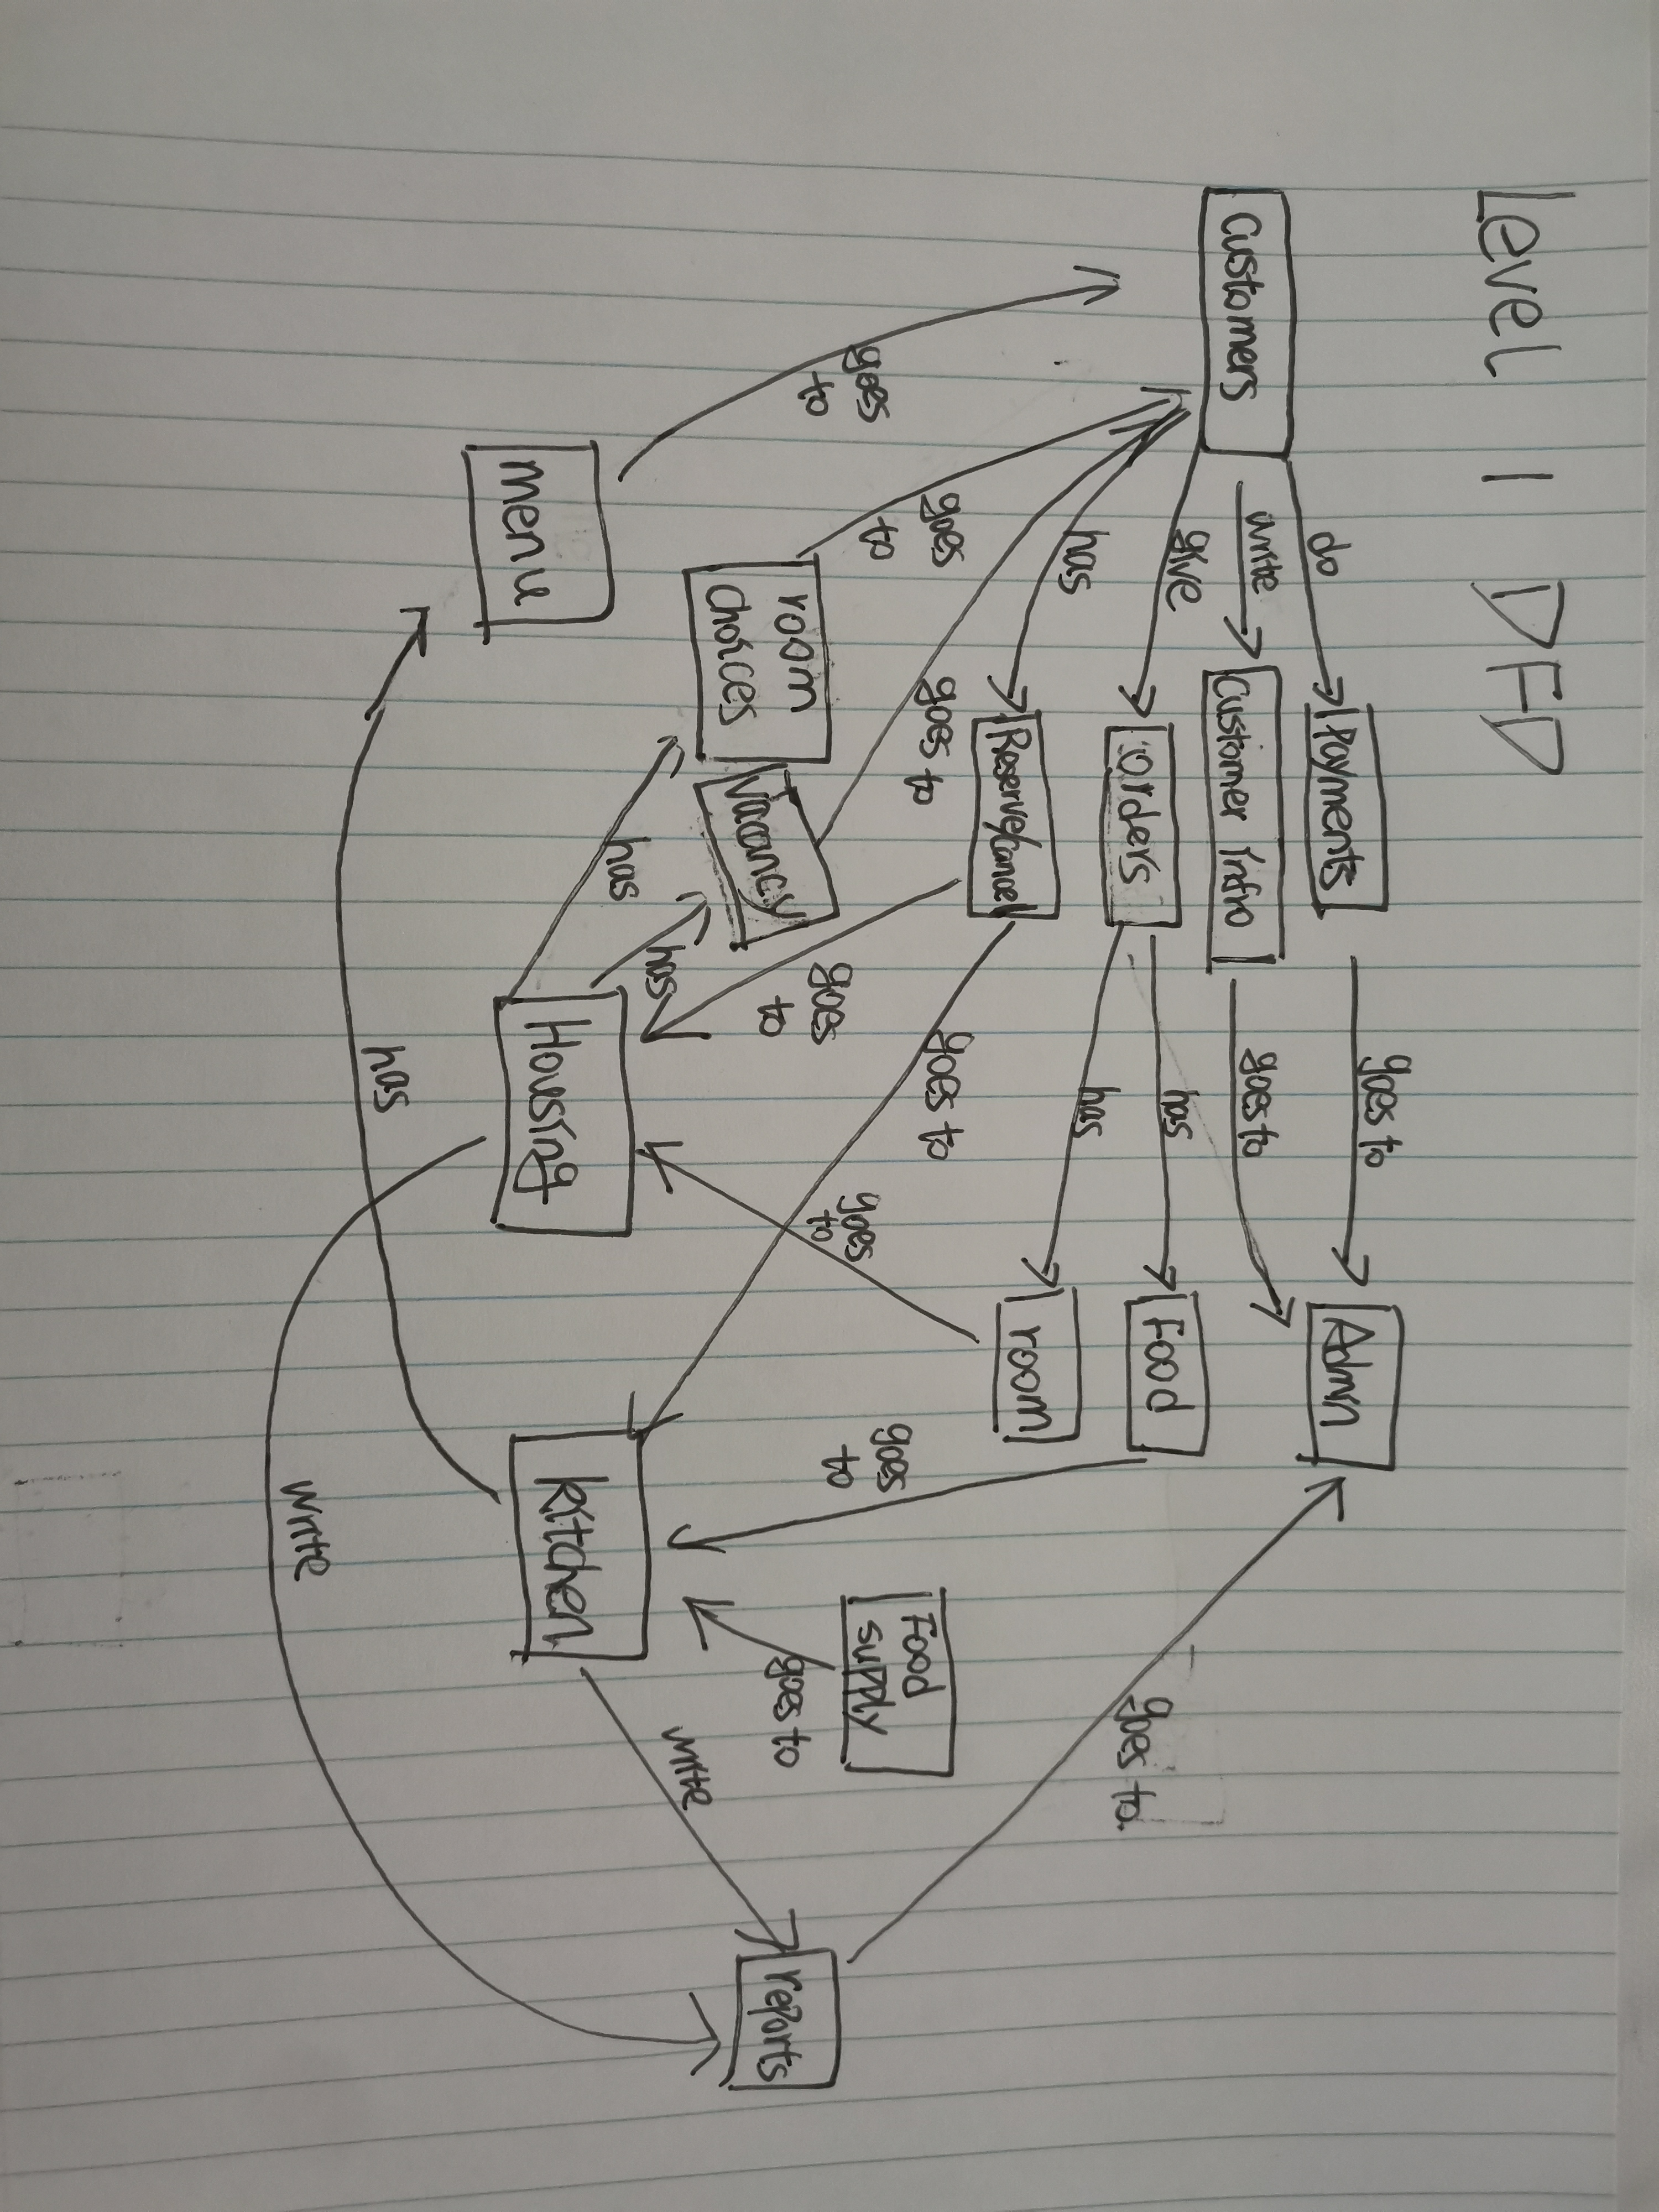 Level 1 DFD
Customers
do
Payments
goes to
Admin
write
Customer Info
goes to
give
Orders
has
Food
has
room
has
Reserve/Cancel
goes to
goes
to
goes
to
goes
to
goes to
goes
to
goes
to
room
choices
Vacancy
has
has
Menu
Housing
Kitchen
Food
supply
goes to
goes to
write
reports
has
write